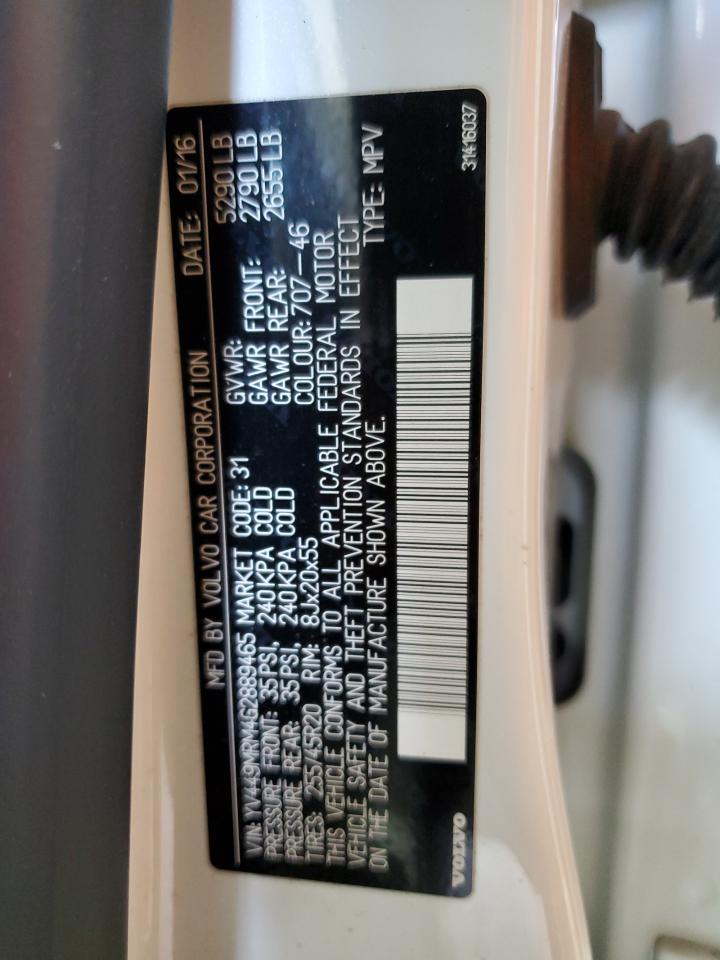 MFD BY VOLVO CAR CORPORATION DATE: 01/16
VIN: YV449MRM4G2889465 MARKET CODE: 31 GVWR: 5290 LB
PRESSURE FRONT: 35PSI, 240KPA COLD GAWR FRONT: 2790 LB
PRESSURE REAR: 35PSI, 240KPA COLD GAWR REAR: 2655 LB
TIRES: 255/45R20 RIM: 8Jx20x55 COLOUR: 707--46
THIS VEHICLE CONFORMS TO ALL APPLICABLE FEDERAL MOTOR
VEHICLE SAFETY AND THEFT PREVENTION STANDARDS IN EFFECT
ON THE DATE OF MANUFACTURE SHOWN ABOVE. TYPE: MPV
VOLVO 31416037